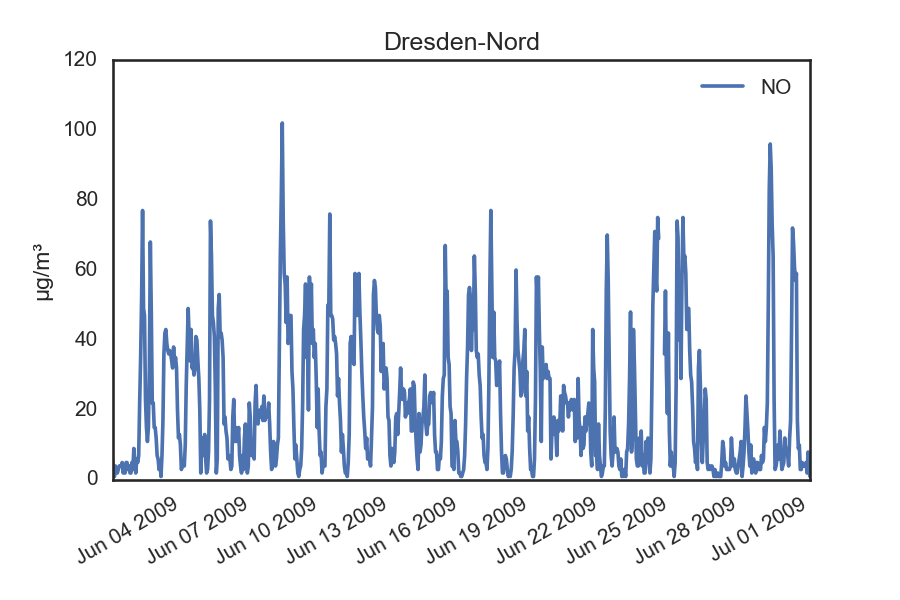 Dresden-Nord
120
100
80
60
40
20
0
µg/m³
NO
Jun 04 2009
Jun 07 2009
Jun 10 2009
Jun 13 2009
Jun 16 2009
Jun 19 2009
Jun 22 2009
Jun 25 2009
Jun 28 2009
Jul 01 2009